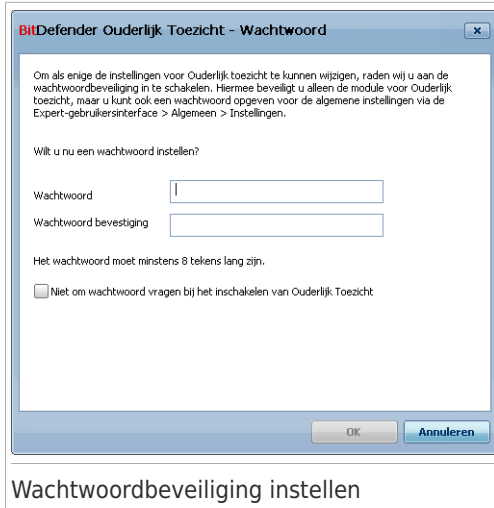 BitDefender Ouderlijk Toezicht - Wachtwoord
Om als enige de instellingen voor Ouderlijk toezicht te kunnen wijzigen, raden wij u aan de
wachtwoordbeveiliging in te schakelen. Hiermee beveiligt u alleen de module voor Ouderlijk
toezicht, maar u kunt ook een wachtwoord opgeven voor de algemene instellingen via de
Expert-gebruikersinterface > Algemeen > Instellingen.
Wilt u nu een wachtwoord instellen?
Wachtwoord
Wachtwoord bevestiging
Het wachtwoord moet minstens 8 tekens lang zijn.
Niet om wachtwoord vragen bij het inschakelen van Ouderlijk Toezicht
OK Annuleren
Wachtwoordbeveiliging instellen